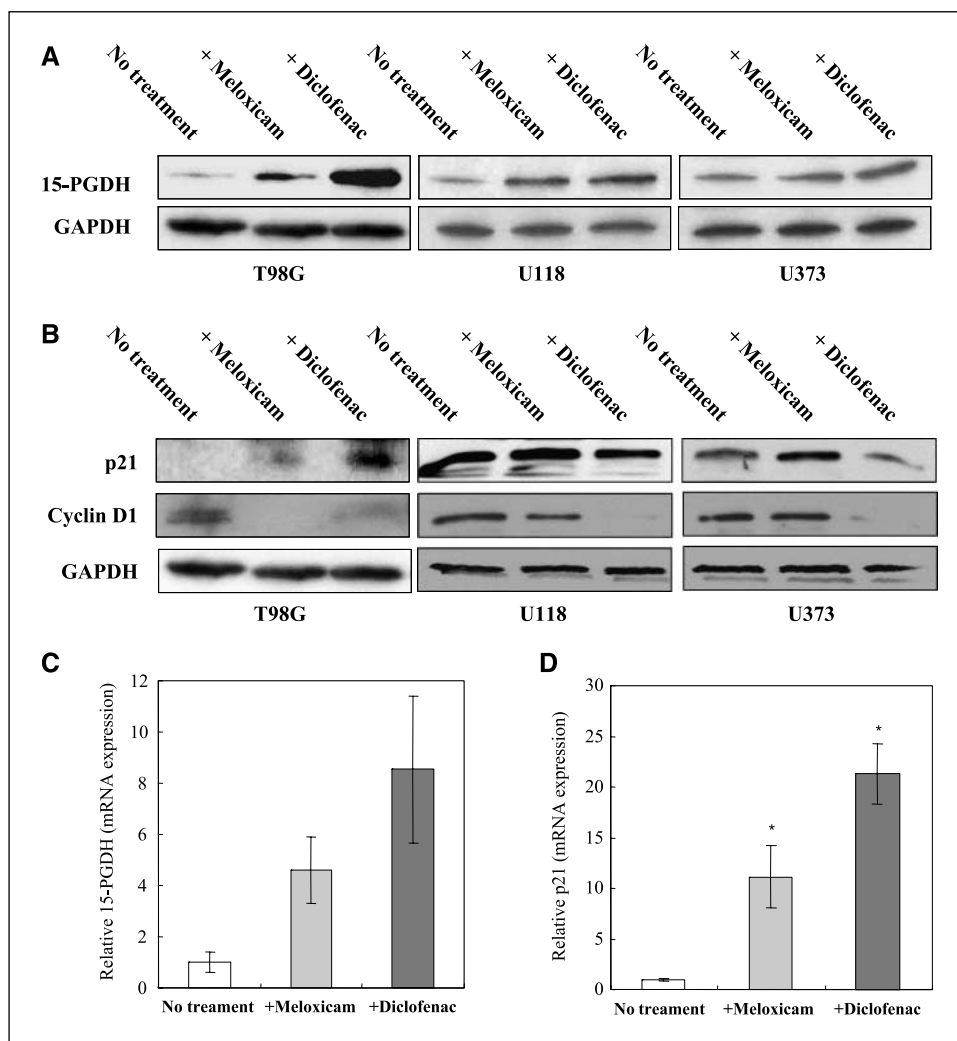 A
No treatment
+ Meloxicam
+ Diclofenac
No treatment
+ Meloxicam
+ Diclofenac
No treatment
+ Meloxicam
+ Diclofenac
15-PGDH
GAPDH
T98G
U118
U373
B
No treatment
+ Meloxicam
+ Diclofenac
No treatment
+ Meloxicam
+ Diclofenac
No treatment
+ Meloxicam
+ Diclofenac
p21
Cyclin D1
GAPDH
T98G
U118
U373
C
Relative 15-PGDH (mRNA expression)
12
10
8
6
4
2
0
No treament
+Meloxicam
+Diclofenac
D
Relative p21 (mRNA expression)
30
25
20
15
10
5
0
*
*
No treament
+Meloxicam
+Diclofenac